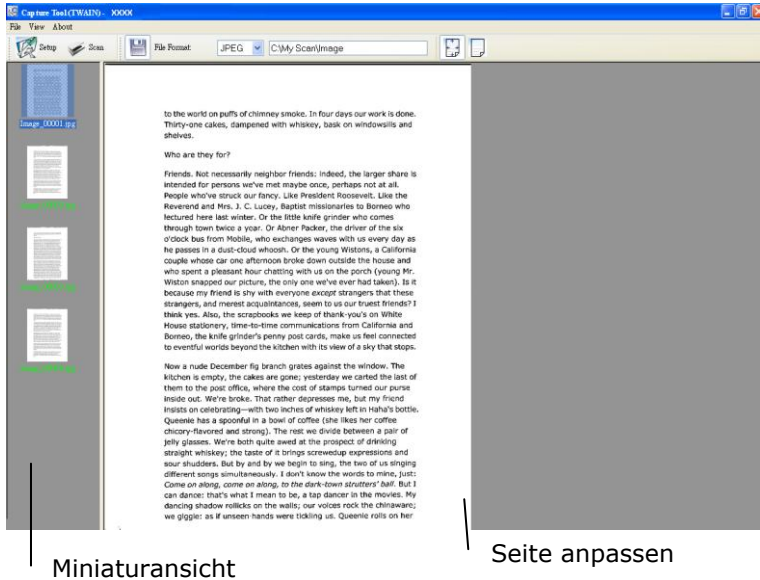 Capture Tool(TWAIN) - XXXX
File View About
Setup Scan File Format JPEG C:\My Scan\Image
Image_00001.jpg
to the world on puffs of chimney smoke. In four days our work is done.
Thirty-one cakes, dampened with whiskey, bask on windowsills and
shelves.
Who are they for?
Friends. Not necessarily neighbor friends: indeed, the larger share is
intended for persons we've met maybe once, perhaps not at all.
People who've struck our fancy. Like President Roosevelt. Like the
Reverend and Mrs. J. C. Lucey, Baptist missionaries to Borneo who
lectured here last winter. Or the little knife grinder who comes
through town twice a year. Or Abner Packer, the driver of the six
o'clock bus from Mobile, who exchanges waves with us every day as
he passes in a dust-cloud whoosh. Or the young Wistons, a California
couple whose car one afternoon broke down outside the house and
who spent a pleasant hour chatting with us on the porch (young Mr.
Wiston snapped our picture, the only one we've ever had taken). Is it
because my friend is shy with everyone except strangers that these
strangers, and merest acquaintances, seem to us our truest friends? I
think yes. Also, the scrapbooks we keep of thank-you's on White
House stationery, time-to-time communications from California and
Borneo, the knife grinder's penny post cards, make us feel connected
to eventful worlds beyond the kitchen with its view of a sky that stops.
Now a nude December fig branch grates against the window. The
kitchen is empty, the cakes are gone; yesterday we carted the last of
them to the post office, where the cost of stamps turned our purse
inside out. We're broke. That rather depresses me, but my friend
insists on celebrating—with two inches of whiskey left in Haha's bottle.
Queenie has a spoonful in a bowl of coffee (she likes her coffee
chicory-flavored and strong). The rest we divide between a pair of
jelly glasses. We're both quite awed at the prospect of drinking
straight whiskey; the taste of it brings screwedup expressions and
sour shudders. But by and by we begin to sing, the two of us singing
different songs simultaneously. I don't know the words to mine, just:
Come on along, come on along, to the dark-town strutters' ball. But I
can dance: that's what I mean to be, a tap dancer in the movies. My
dancing shadow rollicks on the walls; our voices rock the chinaware;
we giggle: as if unseen hands were tickling us. Queenie rolls on her
Miniaturansicht
Seite anpassen